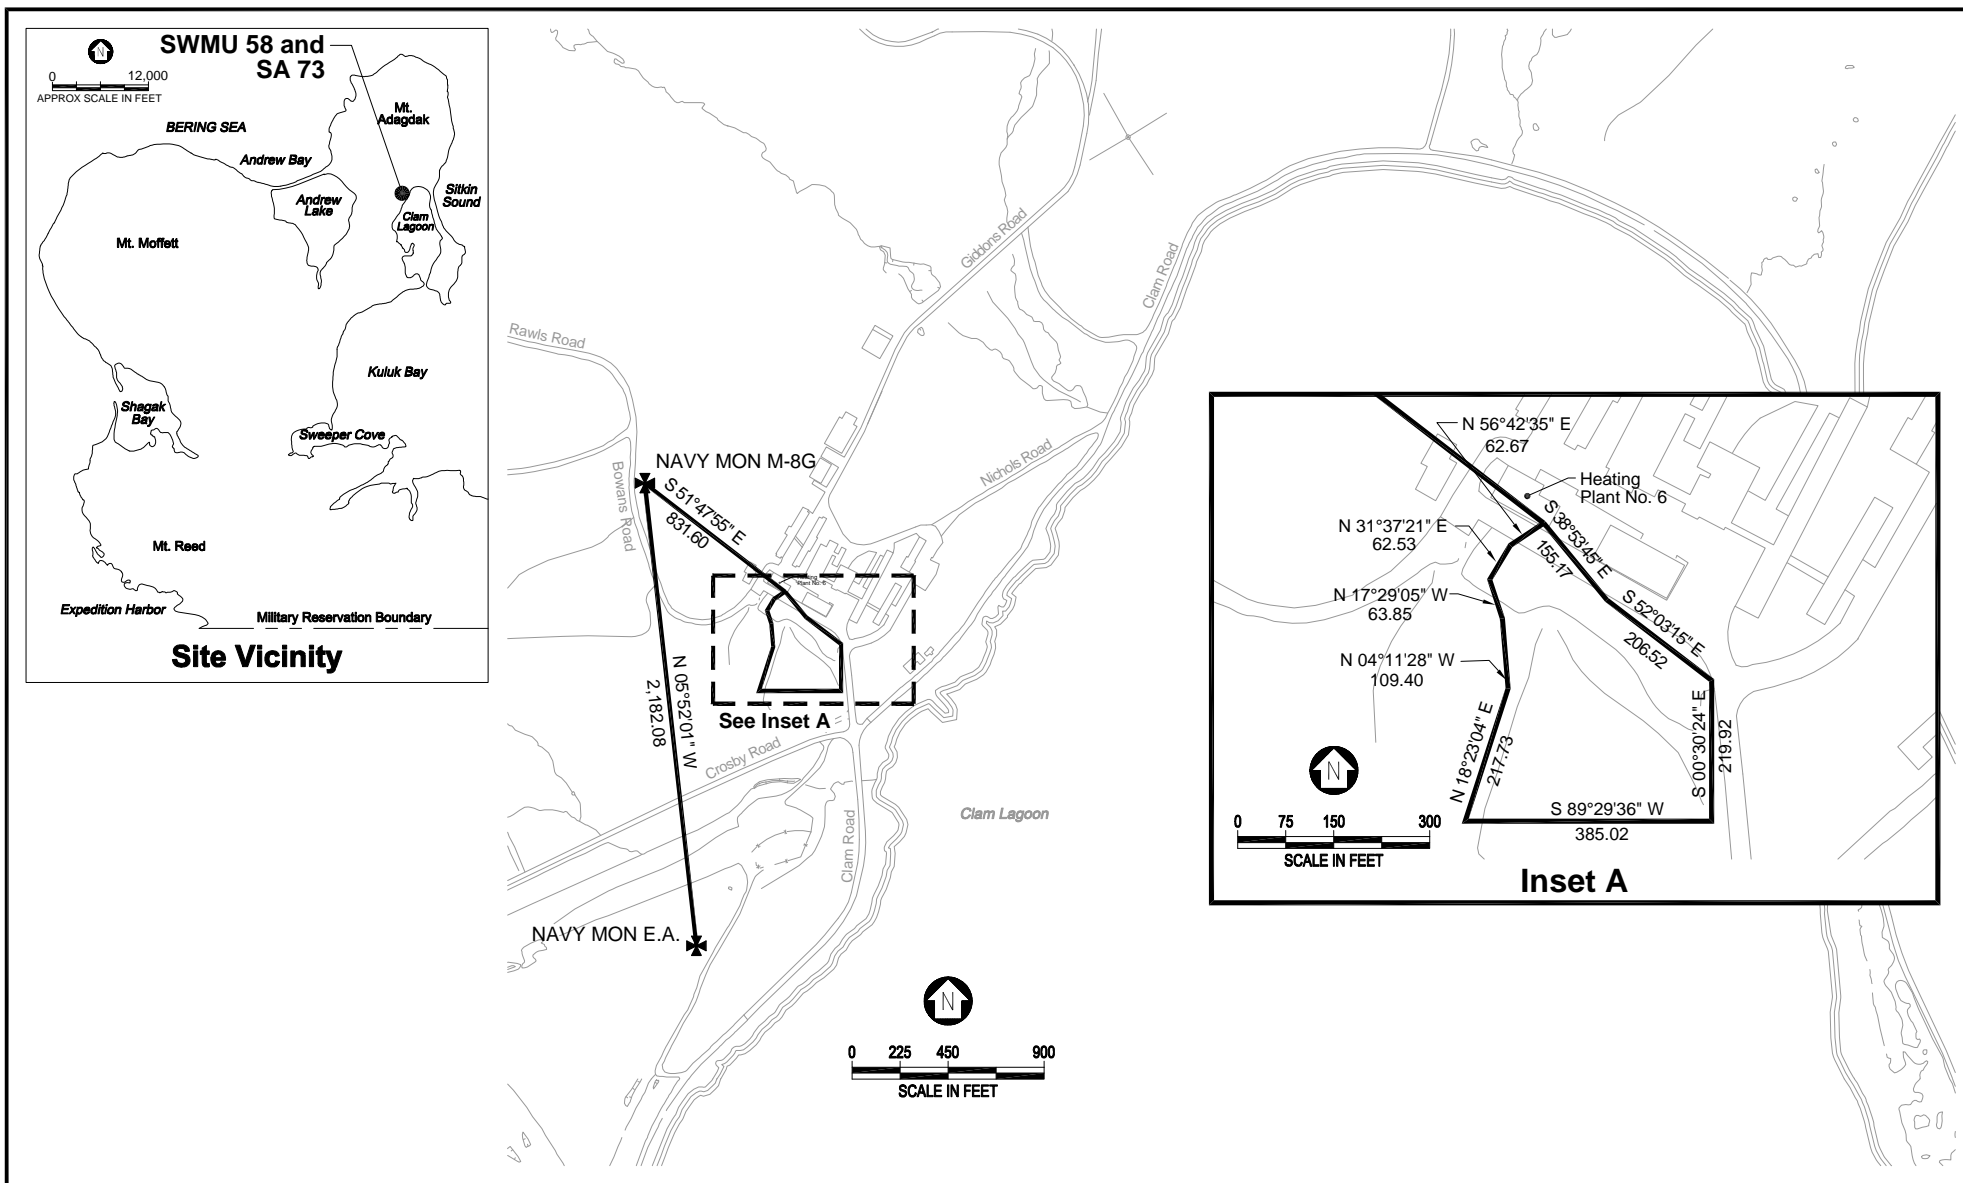 SWMU 58 and
SA 73
N
0 12,000
APPROX SCALE IN FEET
BERING SEA
Mt.
Adagdak
Andrew Bay
Andrew
Lake
Sitkin
Sound
Clam
Lagoon
Mt. Moffett
Kuluk Bay
Shagak
Bay
Sweeper Cove
Mt. Reed
Expedition Harbor
Military Reservation Boundary
Site Vicinity
Rawls Road
Giddons Road
Clam Road
Bowans Road
Nichols Road
NAVY MON M-8G
S 51°47'55" E
831.60
Heating
Plant No. 6
N 05°52'01" W
2,182.08
See Inset A
Crosby Road
Clam Road
Clam Lagoon
NAVY MON E.A.
N
0 225 450 900
SCALE IN FEET
N 56°42'35" E
62.67
Heating
Plant No. 6
N 31°37'21" E
62.53
S 38°53'45" E
155.17
N 17°29'05" W
63.85
S 52°03'15" E
206.52
N 04°11'28" W
109.40
N 18°23'04" E
217.73
S 00°30'24" E
219.92
S 89°29'36" W
385.02
N
0 75 150 300
SCALE IN FEET
Inset A